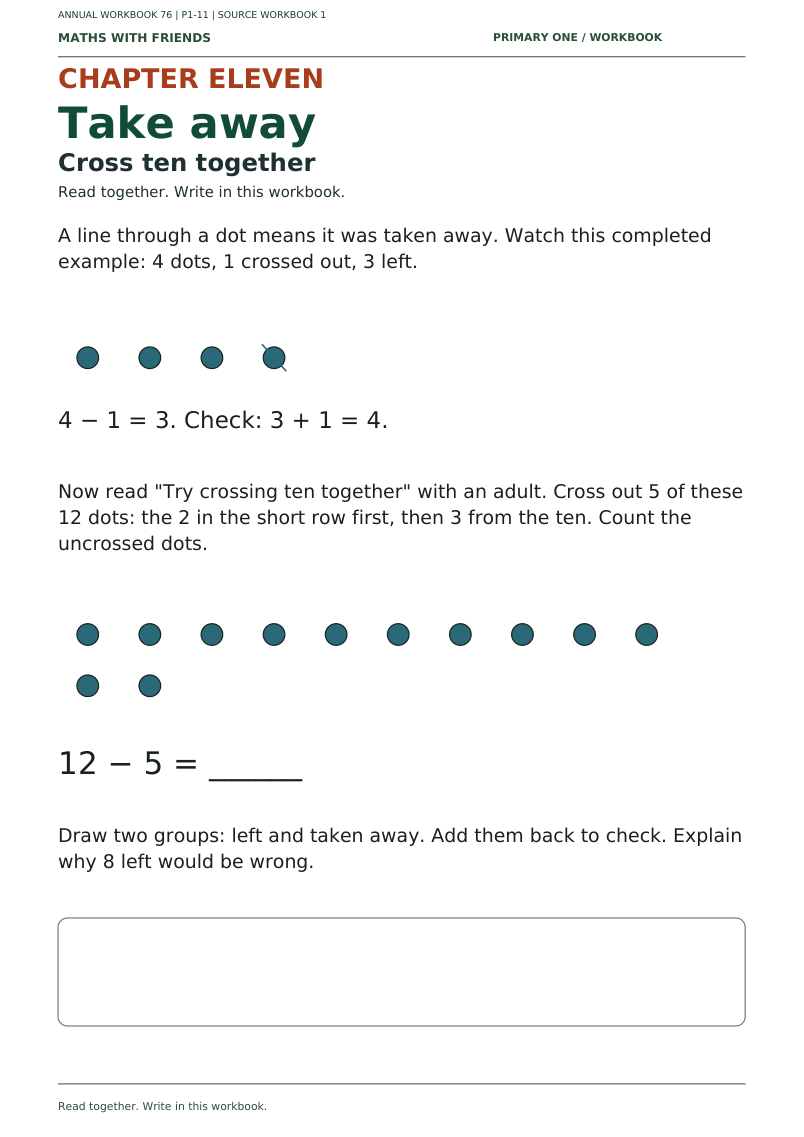 ANNUAL WORKBOOK 76 | P1-11 | SOURCE WORKBOOK 1
MATHS WITH FRIENDS
PRIMARY ONE / WORKBOOK
CHAPTER ELEVEN
Take away
Cross ten together
Read together. Write in this workbook.
A line through a dot means it was taken away. Watch this completed
example: 4 dots, 1 crossed out, 3 left.
4 − 1 = 3. Check: 3 + 1 = 4.
Now read "Try crossing ten together" with an adult. Cross out 5 of these
12 dots: the 2 in the short row first, then 3 from the ten. Count the
uncrossed dots.
12 − 5 = ______
Draw two groups: left and taken away. Add them back to check. Explain
why 8 left would be wrong.
Read together. Write in this workbook.